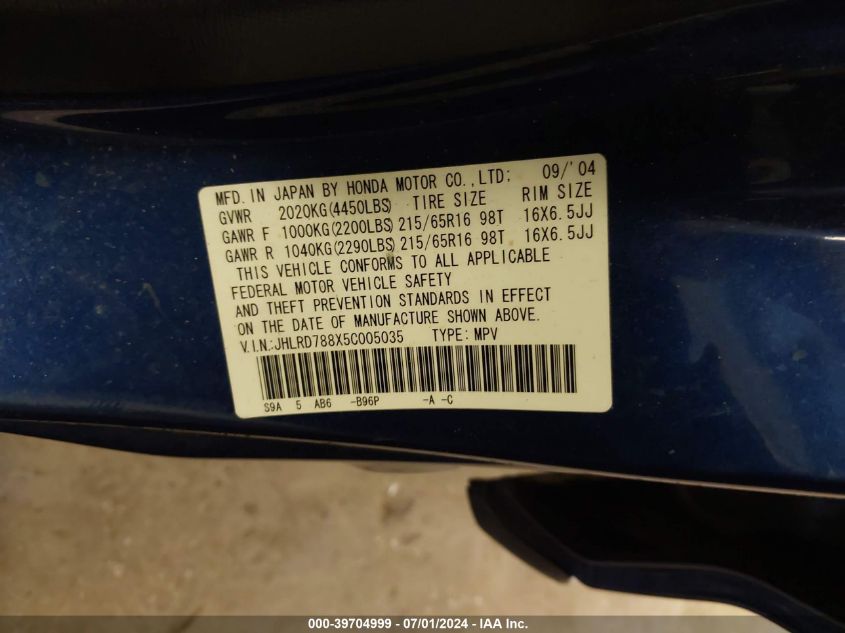 MFD. IN JAPAN BY HONDA MOTOR CO.,LTD: 09/'04
GVWR 2020KG(4450LBS) TIRE SIZE RIM SIZE
GAWR F 1000KG(2200LBS) 215/65R16 98T 16X6.5JJ
GAWR R 1040KG(2290LBS) 215/65R16 98T 16X6.5JJ
THIS VEHICLE CONFORMS TO ALL APPLICABLE
FEDERAL MOTOR VEHICLE SAFETY
AND THEFT PREVENTION STANDARDS IN EFFECT
ON THE DATE OF MANUFACTURE SHOWN ABOVE.
V.I.N.:JHLRD788X5C005035 TYPE: MPV
S9A 5 AB6 -B96P -A -C
000-39704999 - 07/01/2024 - IAA Inc.